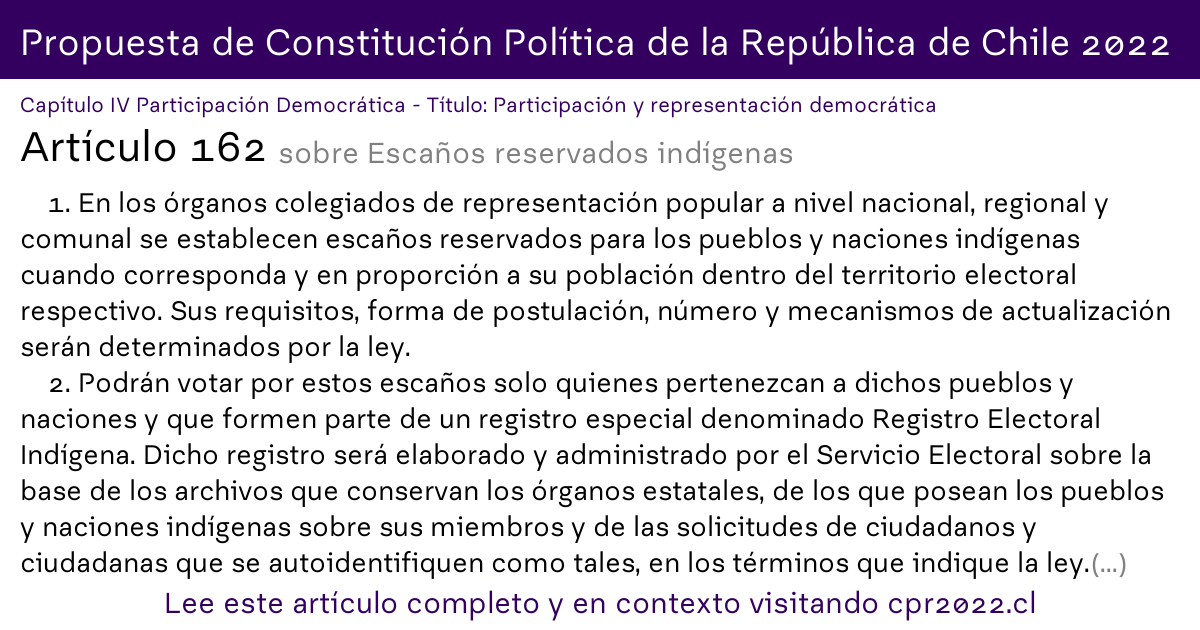 Propuesta de Constitución Política de la República de Chile 2022
Capítulo IV Participación Democrática - Título: Participación y representación democrática
Artículo 162 sobre Escaños reservados indígenas
1. En los órganos colegiados de representación popular a nivel nacional, regional y
comunal se establecen escaños reservados para los pueblos y naciones indígenas
cuando corresponda y en proporción a su población dentro del territorio electoral
respectivo. Sus requisitos, forma de postulación, número y mecanismos de actualización
serán determinados por la ley.
2. Podrán votar por estos escaños solo quienes pertenezcan a dichos pueblos y
naciones y que formen parte de un registro especial denominado Registro Electoral
Indígena. Dicho registro será elaborado y administrado por el Servicio Electoral sobre la
base de los archivos que conservan los órganos estatales, de los que posean los pueblos
y naciones indígenas sobre sus miembros y de las solicitudes de ciudadanos y
ciudadanas que se autoidentifiquen como tales, en los términos que indique la ley.(...)
Lee este artículo completo y en contexto visitando cpr2022.cl